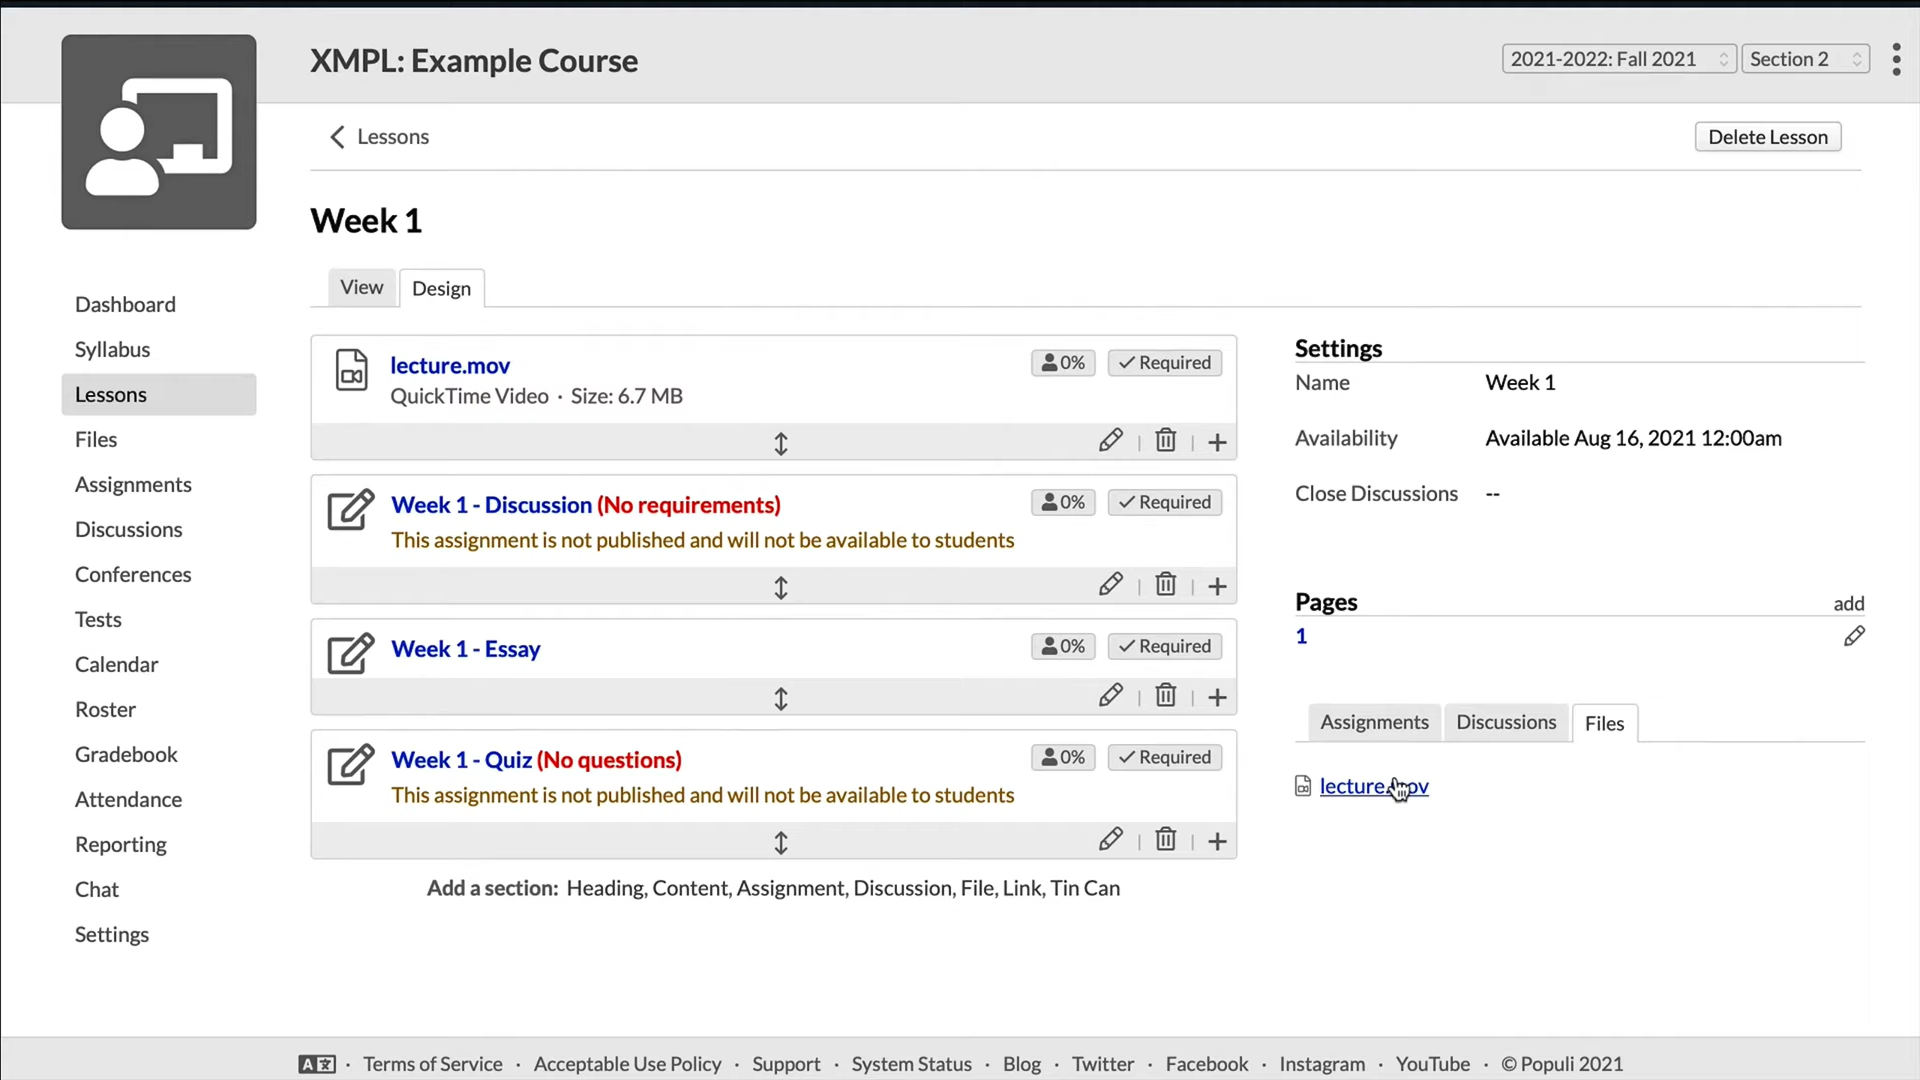 XMPL: Example Course
2021-2022: Fall 2021
Section 2
Lessons
Delete Lesson
Week 1
View
Design
Dashboard
Syllabus
Lessons
Files
Assignments
Discussions
Conferences
Tests
Calendar
Roster
Gradebook
Attendance
Reporting
Chat
Settings
lecture.mov
0%
Required
QuickTime Video · Size: 6.7 MB
Week 1 - Discussion (No requirements)
0%
Required
This assignment is not published and will not be available to students
Week 1 - Essay
0%
Required
Week 1 - Quiz (No questions)
0%
Required
This assignment is not published and will not be available to students
Add a section: Heading, Content, Assignment, Discussion, File, Link, Tin Can
Settings
Name Week 1
Availability Available Aug 16, 2021 12:00am
Close Discussions --
Pages add
1
Assignments
Discussions
Files
lecture.mov
Terms of Service · Acceptable Use Policy · Support · System Status · Blog · Twitter · Facebook · Instagram · YouTube · © Populi 2021